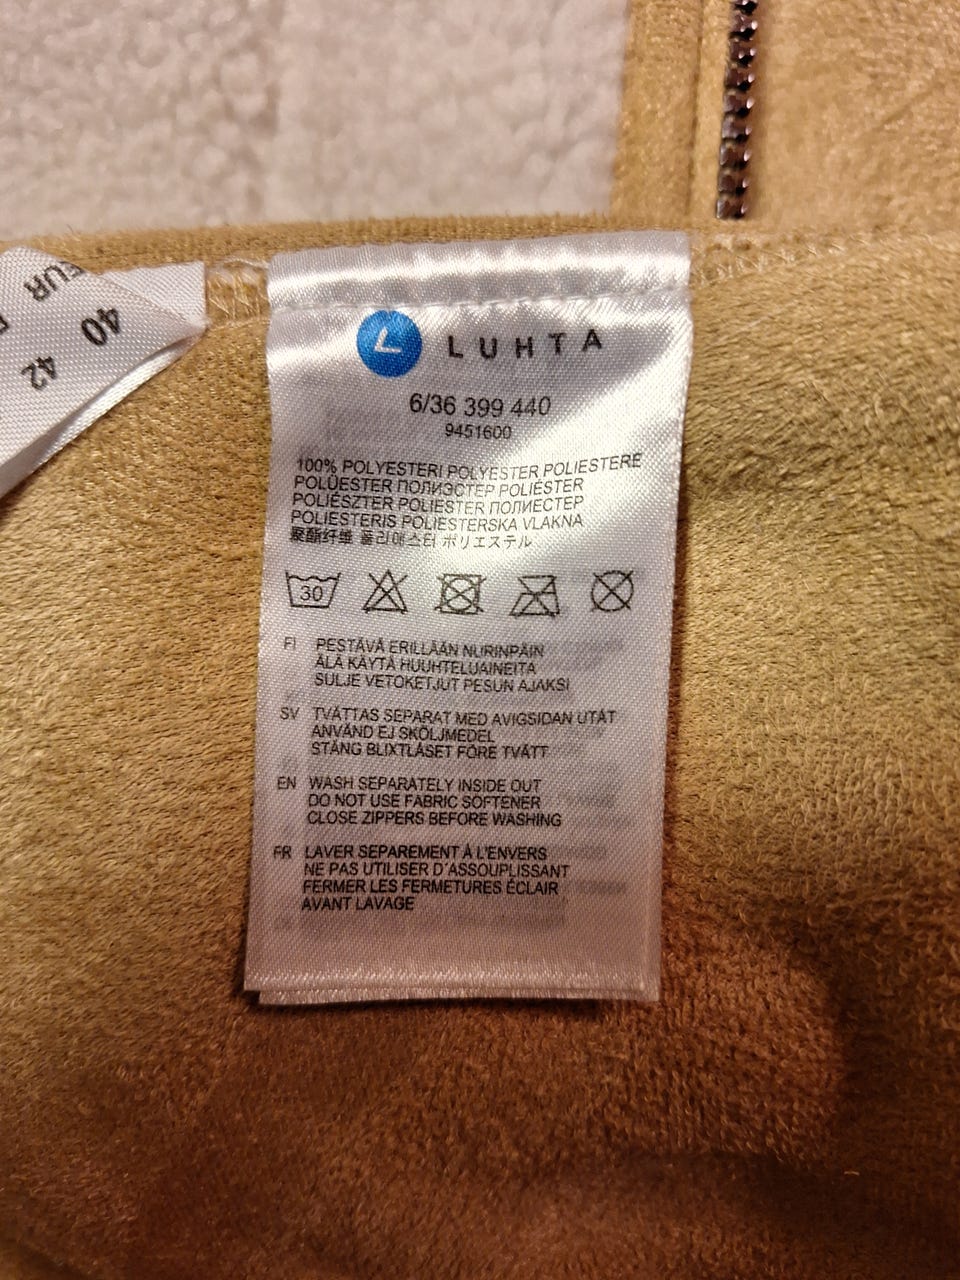 EUR
40
42
L LUHTA
6/36 399 440
9451600
100% POLYESTERI POLYESTER POLIESTERE
POLÜESTER ПОЛИЭСТЕР POLIÉSTER
POLIÉSZTER POLIESTER ПОЛИЕСТЕР
POLIESTERIS POLIESTERSKA VLAKNA
聚酯纤维 폴리에스터 ポリエステル
30
FI PESTÄVÄ ERILLÄÄN NURINPÄIN
ÄLÄ KÄYTÄ HUUHTELUAINEITA
SULJE VETOKETJUT PESUN AJAKSI
SV TVÄTTAS SEPARAT MED AVIGSIDAN UTÅT
ANVÄND EJ SKÖLJMEDEL
STÄNG BLIXTLÅSET FÖRE TVÄTT
EN WASH SEPARATELY INSIDE OUT
DO NOT USE FABRIC SOFTENER
CLOSE ZIPPERS BEFORE WASHING
FR LAVER SEPAREMENT À L'ENVERS
NE PAS UTILISER D'ASSOUPLISSANT
FERMER LES FERMETURES ÉCLAIR
AVANT LAVAGE